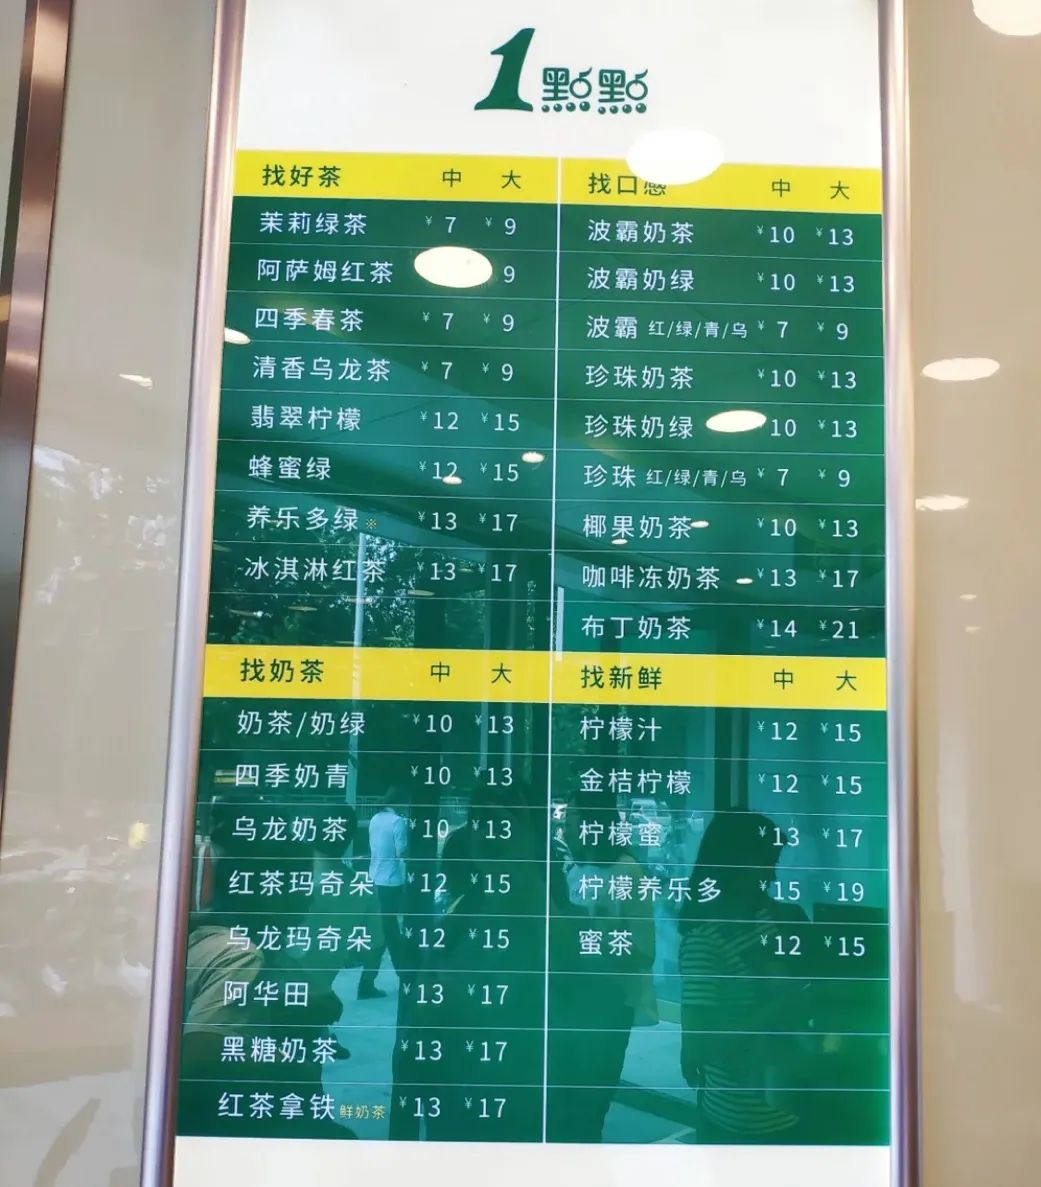 1點點
找好茶 中 大
茉莉绿茶 ¥7 ¥9
阿萨姆红茶 9
四季春茶 ¥7 ¥9
清香乌龙茶 ¥7 ¥9
翡翠柠檬 ¥12 ¥15
蜂蜜绿 ¥12 ¥15
养乐多绿※ ¥13 ¥17
冰淇淋红茶 ¥13 ¥17
找口感 中 大
波霸奶茶 ¥10 ¥13
波霸奶绿 ¥10 ¥13
波霸 红/绿/青/乌 ¥7 ¥9
珍珠奶茶 ¥10 ¥13
珍珠奶绿 10 ¥13
珍珠 红/绿/青/乌 ¥7 ¥9
椰果奶茶 ¥10 ¥13
咖啡冻奶茶 ¥13 ¥17
布丁奶茶 ¥14 ¥21
找奶茶 中 大
奶茶/奶绿 ¥10 ¥13
四季奶青 ¥10 ¥13
乌龙奶茶 ¥10 ¥13
红茶玛奇朵 ¥12 ¥15
乌龙玛奇朵 ¥12 ¥15
阿华田 ¥13 ¥17
黑糖奶茶 ¥13 ¥17
红茶拿铁鲜奶茶 ¥13 ¥17
找新鲜 中 大
柠檬汁 ¥12 ¥15
金桔柠檬 ¥12 ¥15
柠檬蜜 ¥13 ¥17
柠檬养乐多 ¥15 ¥19
蜜茶 ¥12 ¥15